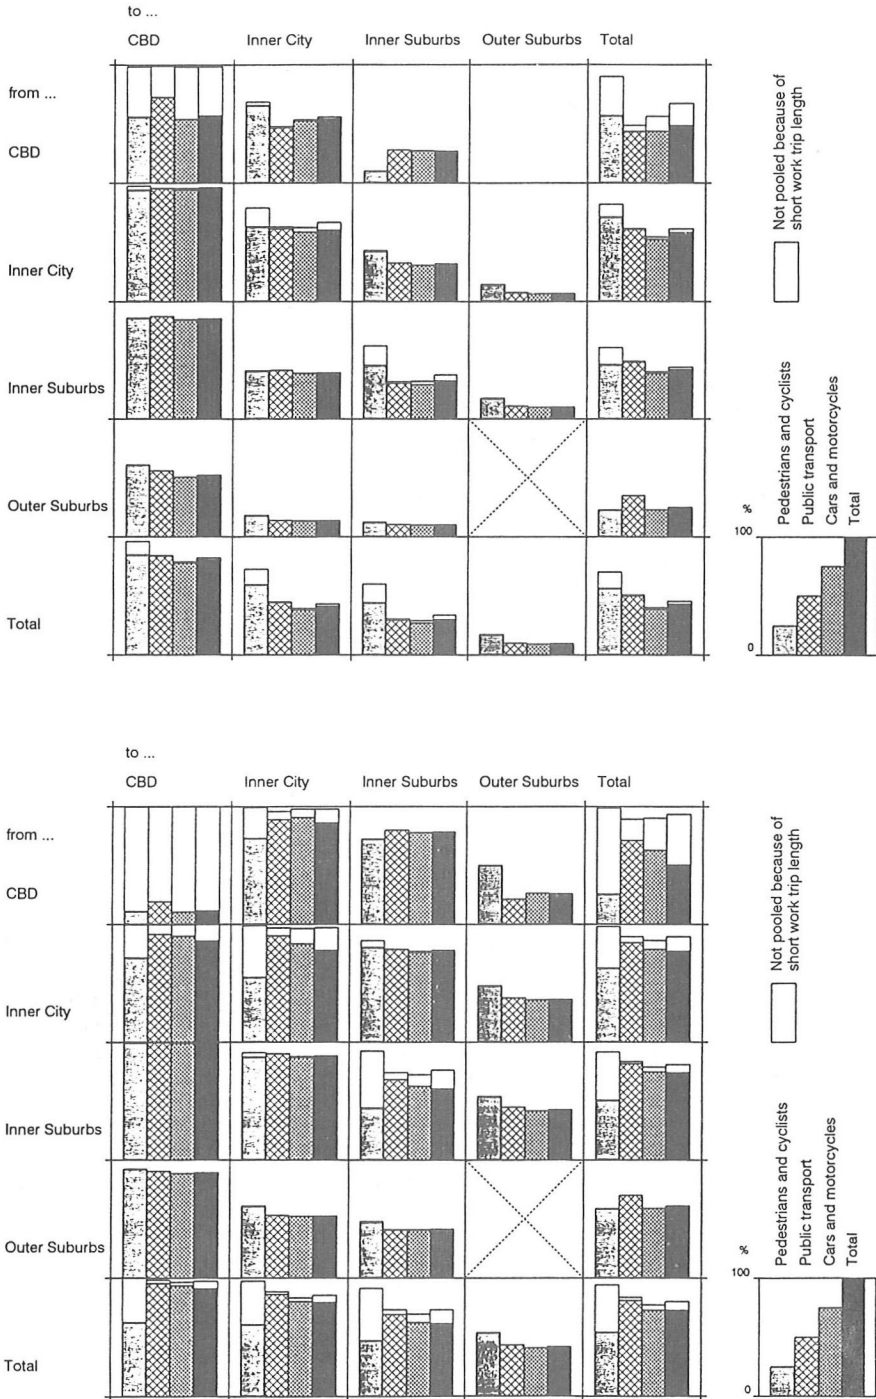 to ...
CBD Inner City Inner Suburbs Outer Suburbs Total
from ...
CBD
Inner City
Inner Suburbs
Outer Suburbs
Total
Not pooled because of
short work trip length
Pedestrians and cyclists
Public transport
Cars and motorcycles
Total
%
100
0
to ...
CBD Inner City Inner Suburbs Outer Suburbs Total
from ...
CBD
Inner City
Inner Suburbs
Outer Suburbs
Total
Not pooled because of
short work trip length
Pedestrians and cyclists
Public transport
Cars and motorcycles
Total
%
100
0